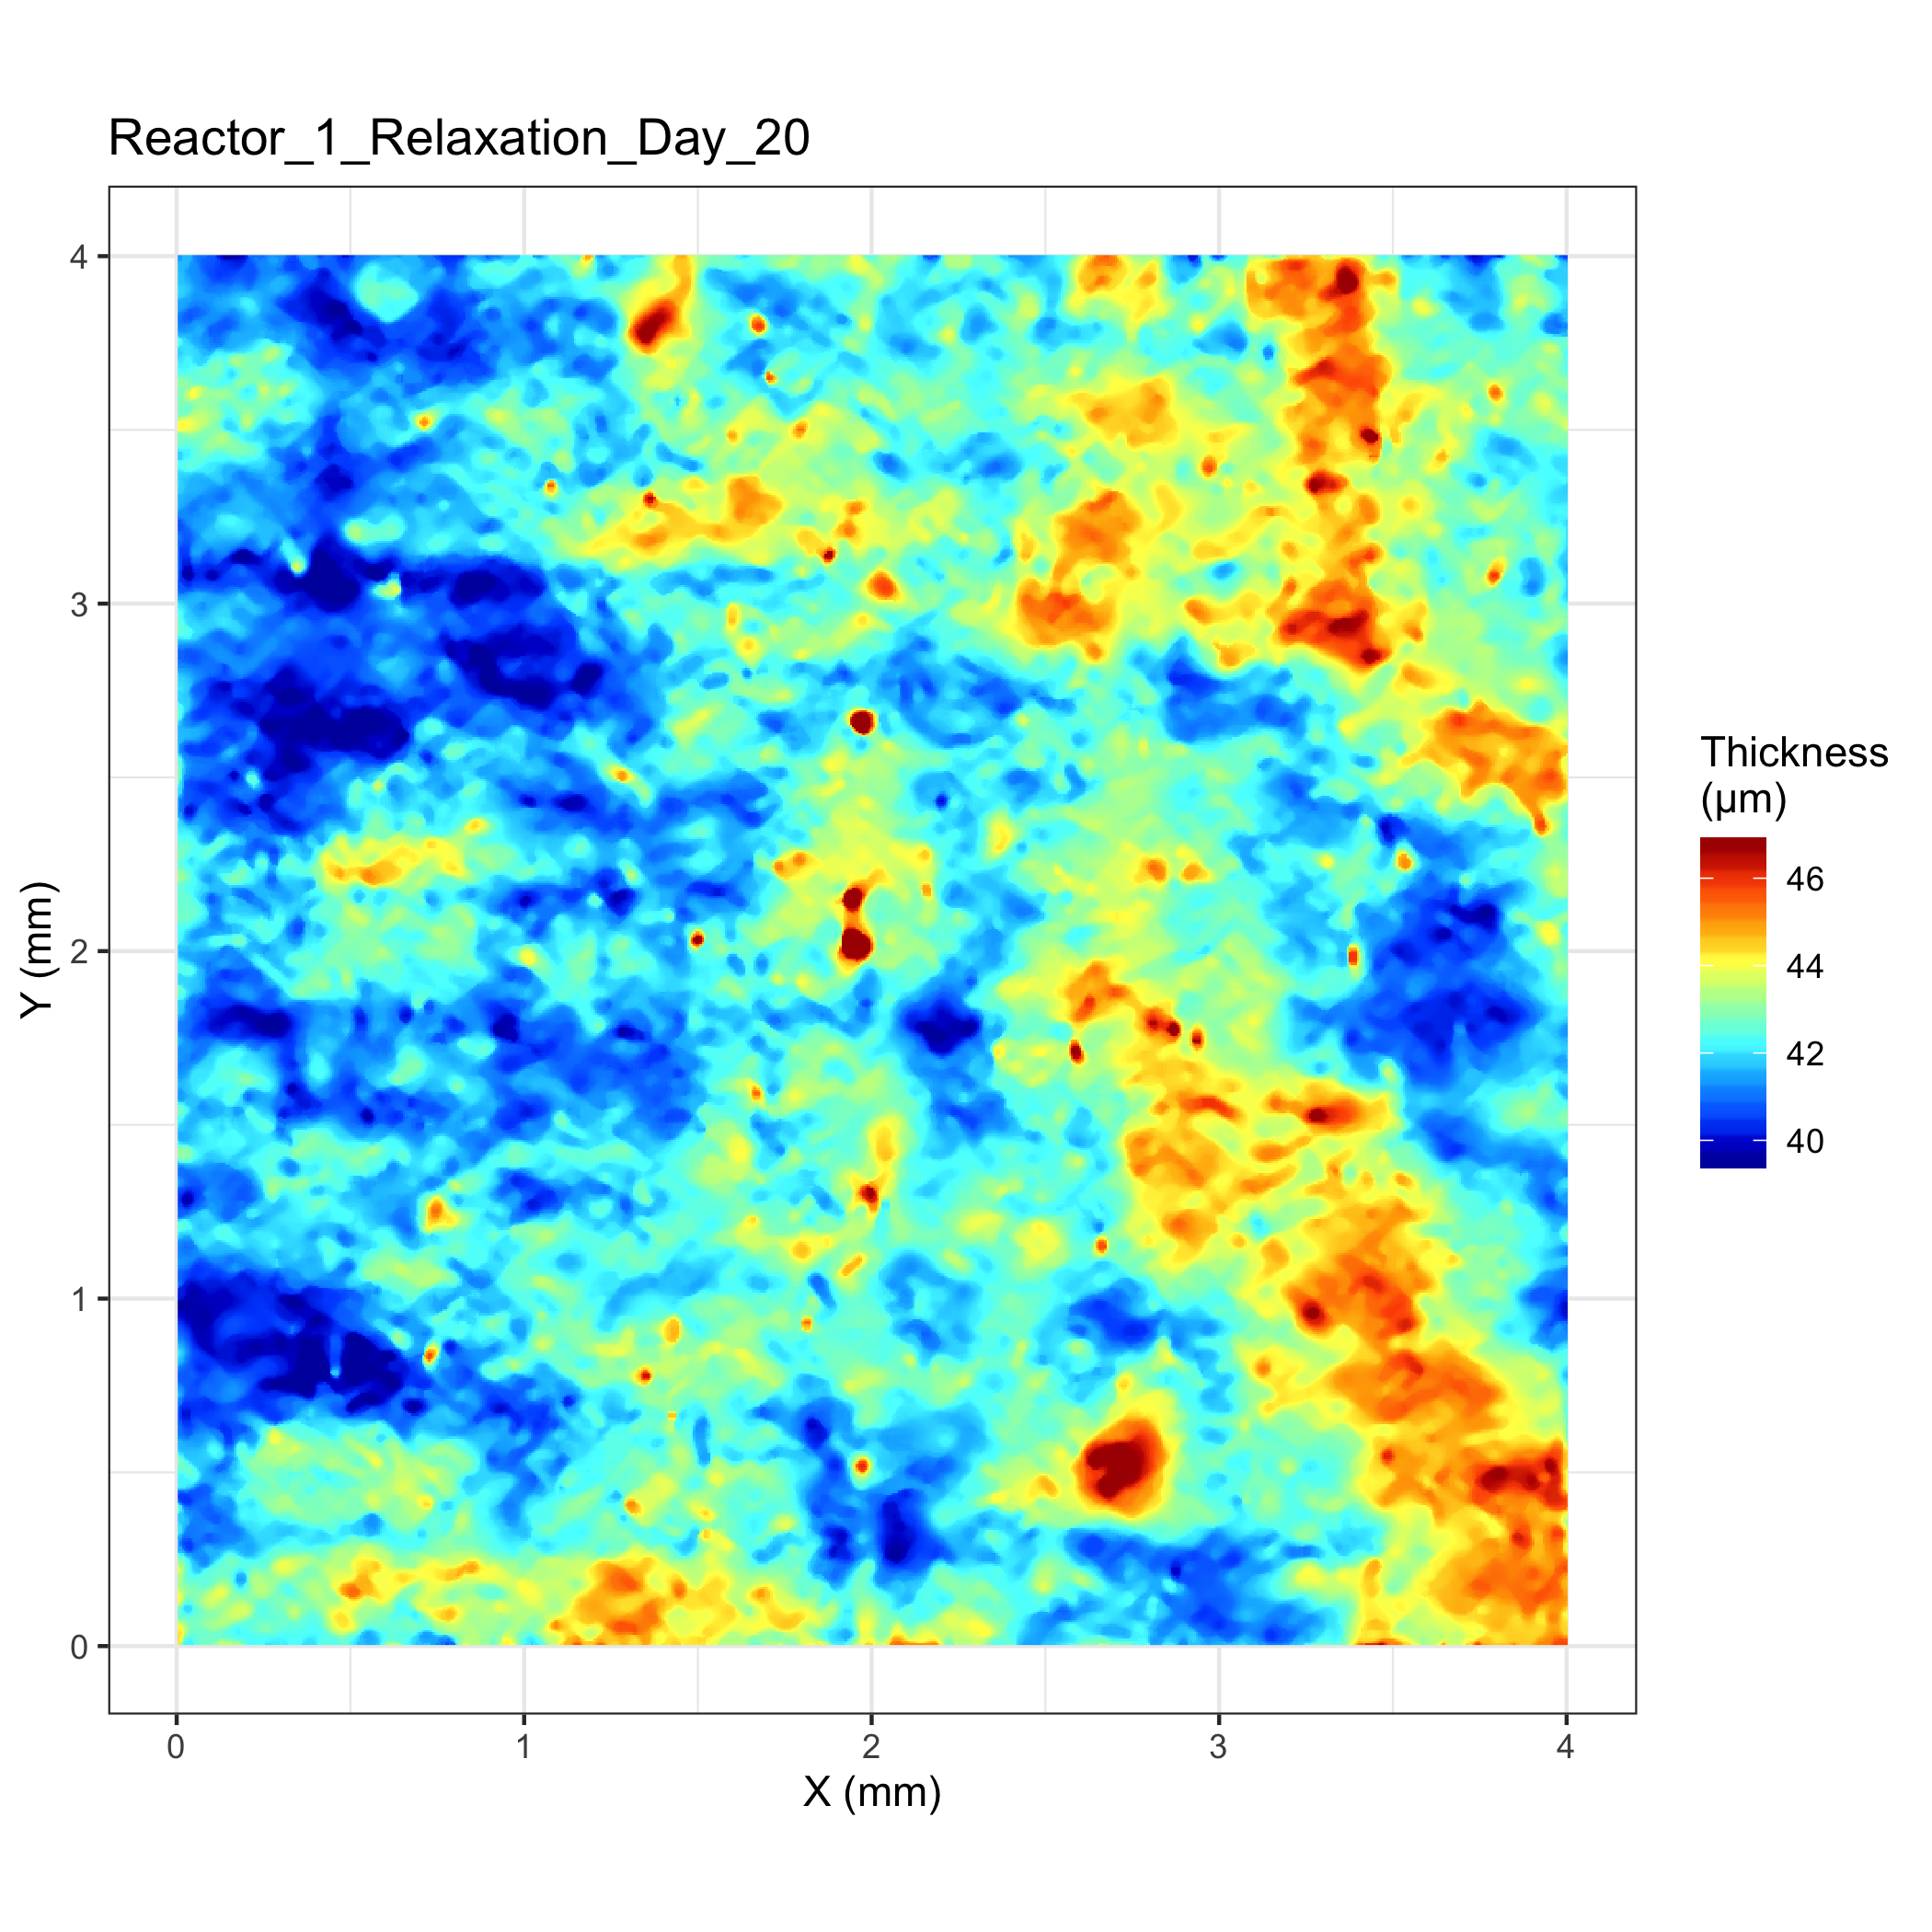 Reactor_1_Relaxation_Day_20
4
3
2
1
0
Y (mm)
0 1 2 3 4
X (mm)
Thickness
(µm)
46
44
42
40